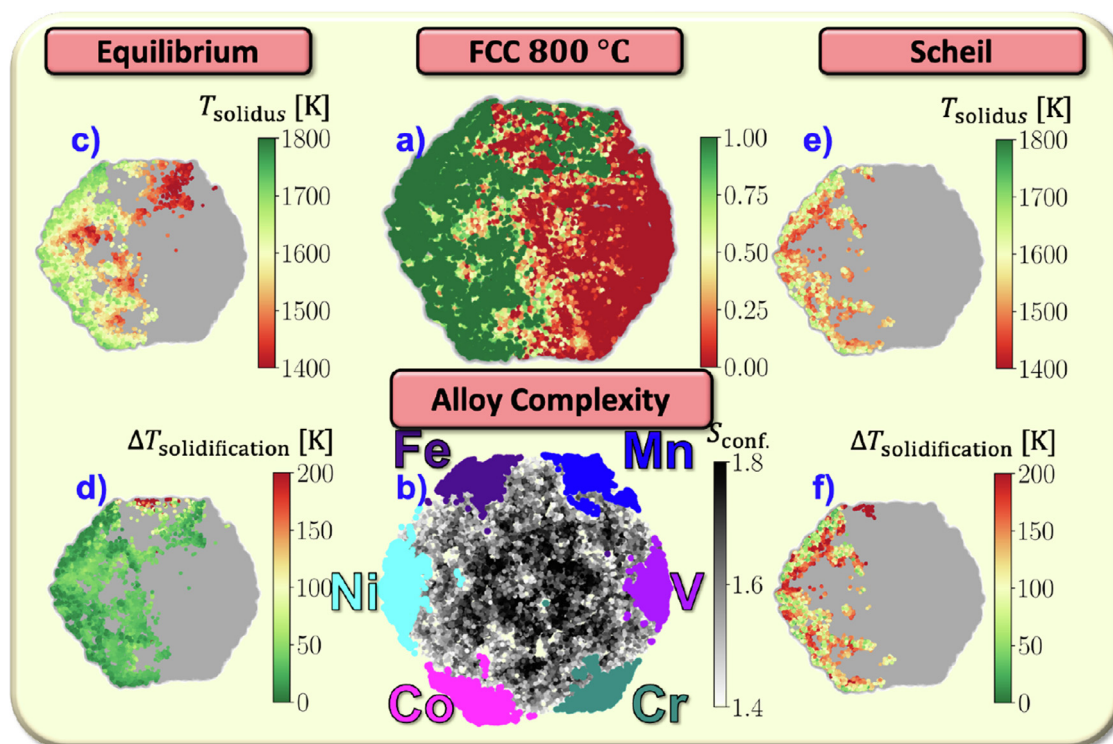 Equilibrium
FCC 800 °C
Scheil
T_solidus [K]
c)
1800
1700
1600
1500
1400
a)
1.00
0.75
0.50
0.25
0.00
T_solidus [K]
e)
1800
1700
1600
1500
1400
Alloy Complexity
ΔT_solidification [K]
d)
200
150
100
50
0
Fe
Mn
S_conf.
b)
1.8
1.6
1.4
Ni
V
Co
Cr
ΔT_solidification [K]
f)
200
150
100
50
0